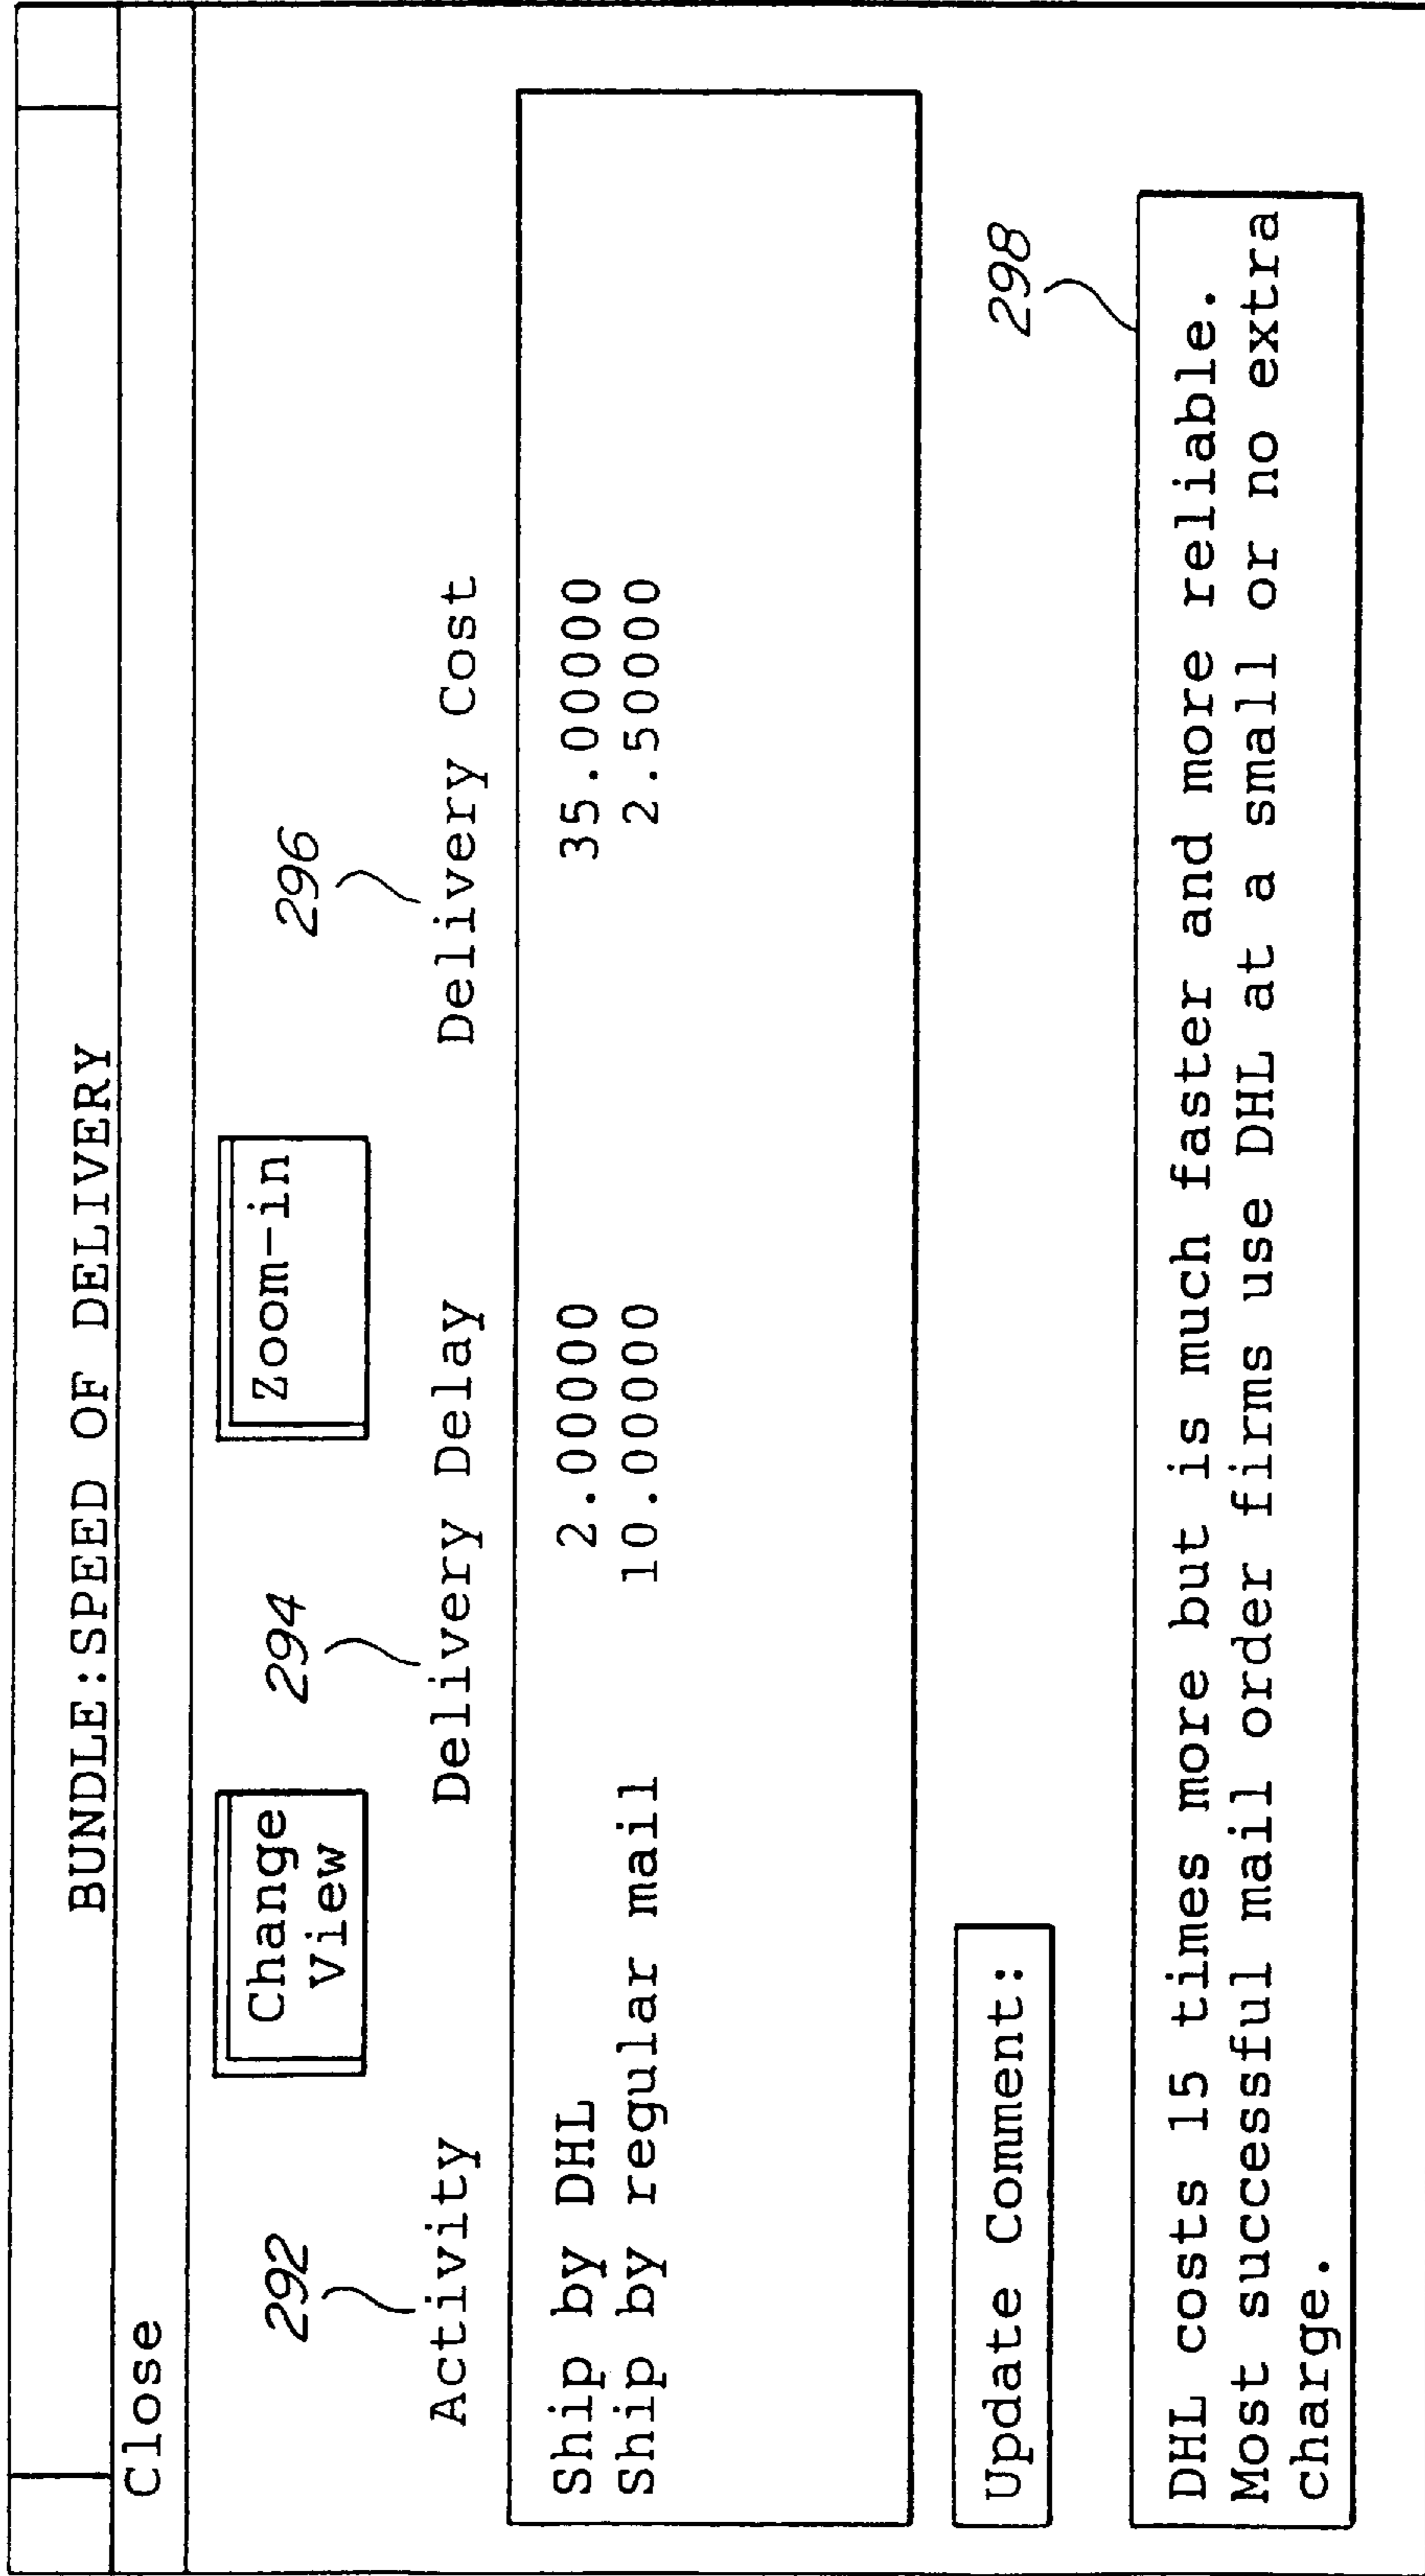 BUNDLE:SPEED OF DELIVERY
Close
Change
View
Zoom-in
292
294
296
Activity
Delivery Delay
Delivery Cost
Ship by DHL 2.00000 35.00000
Ship by regular mail 10.00000 2.50000
Update Comment:
298
DHL costs 15 times more but is much faster and more reliable.
Most successful mail order firms use DHL at a small or no extra
charge.